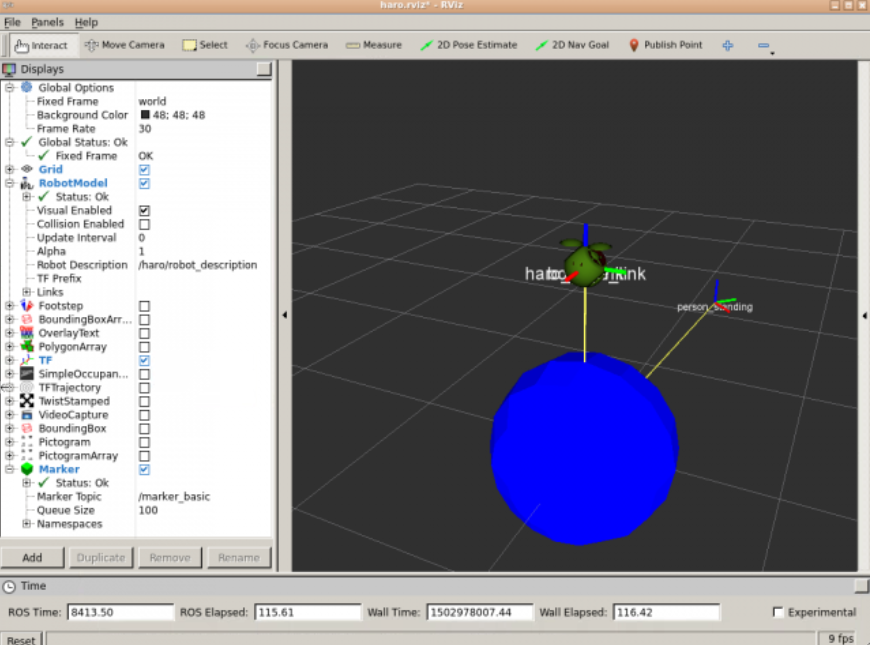 haro.rviz* - RViz
File Panels Help
Interact Move Camera Select Focus Camera Measure 2D Pose Estimate 2D Nav Goal Publish Point
Displays
Global Options
Fixed Frame world
Background Color 48; 48; 48
Frame Rate 30
Global Status: Ok
Fixed Frame OK
Grid
RobotModel
Status: Ok
Visual Enabled
Collision Enabled
Update Interval 0
Alpha 1
Robot Description /haro/robot_description
TF Prefix
Links
Footstep
BoundingBoxArr...
OverlayText
PolygonArray
TF
SimpleOccupan...
TFTrajectory
TwistStamped
VideoCapture
BoundingBox
Pictogram
PictogramArray
Marker
Status: Ok
Marker Topic /marker_basic
Queue Size 100
Namespaces
person_standing
Add Duplicate Remove Rename
Time
ROS Time: 8413.50 ROS Elapsed: 115.61 Wall Time: 1502978007.44 Wall Elapsed: 116.42 Experimental
Reset 9 fps